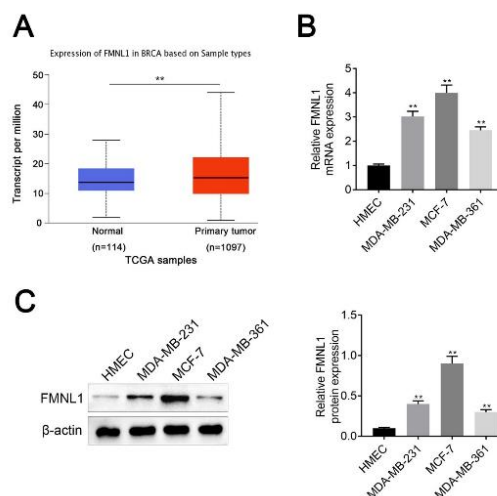 A
Expression of FMNL1 in BRCA based on Sample types
**
Transcript per million
50
40
30
20
10
0
Normal
(n=114)
Primary tumor
(n=1097)
TCGA samples
B
Relative FMNL1
mRNA expression
5
4
3
2
1
0
**
**
**
HMEC
MDA-MB-231
MCF-7
MDA-MB-361
C
HMEC
MDA-MB-231
MCF-7
MDA-MB-361
FMNL1
β-actin
Relative FMNL1
protein expression
1.5
1.0
0.5
0.0
**
**
**
HMEC
MDA-MB-231
MCF-7
MDA-MB-361